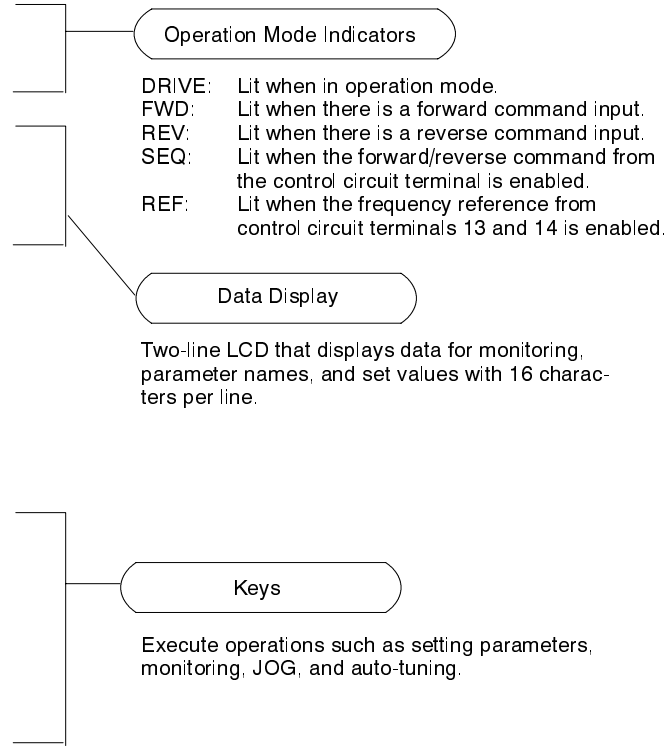 Operation Mode Indicators
DRIVE: Lit when in operation mode.
FWD: Lit when there is a forward command input.
REV: Lit when there is a reverse command input.
SEQ: Lit when the forward/reverse command from
the control circuit terminal is enabled.
REF: Lit when the frequency reference from
control circuit terminals 13 and 14 is enabled.
Data Display
Two-line LCD that displays data for monitoring,
parameter names, and set values with 16 charac-
ters per line.
Keys
Execute operations such as setting parameters,
monitoring, JOG, and auto-tuning.